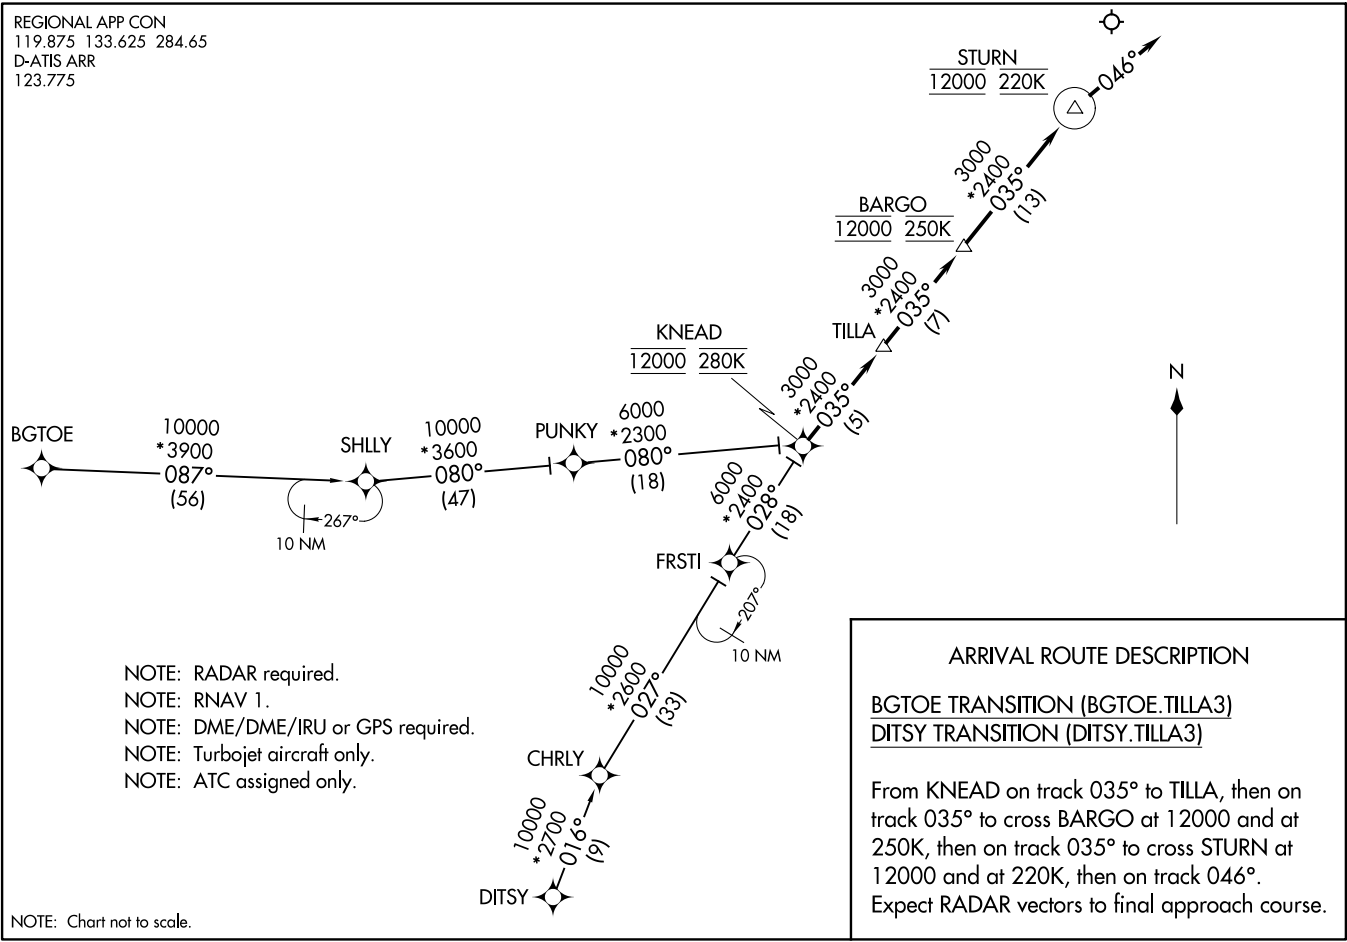 REGIONAL APP CON
119.875 133.625 284.65
D-ATIS ARR
123.775
STURN
12000 220K
046°
3000
*2400
035°
(13)
BARGO
12000 250K
3000
*2400
035°
(7)
TILLA
KNEAD
12000 280K
3000
*2400
035°
(5)
N
BGTOE
10000
*3900
087°
(56)
SHLLY
267°
10 NM
10000
*3600
080°
(47)
PUNKY
6000
*2300
080°
(18)
6000
*2400
028°
(18)
FRSTI
207°
10 NM
10000
*2600
027°
(33)
CHRLY
10000
*2700
016°
(9)
DITSY
NOTE: RADAR required.
NOTE: RNAV 1.
NOTE: DME/DME/IRU or GPS required.
NOTE: Turbojet aircraft only.
NOTE: ATC assigned only.
NOTE: Chart not to scale.
ARRIVAL ROUTE DESCRIPTION
BGTOE TRANSITION (BGTOE.TILLA3)
DITSY TRANSITION (DITSY.TILLA3)
From KNEAD on track 035° to TILLA, then on
track 035° to cross BARGO at 12000 and at
250K, then on track 035° to cross STURN at
12000 and at 220K, then on track 046°.
Expect RADAR vectors to final approach course.